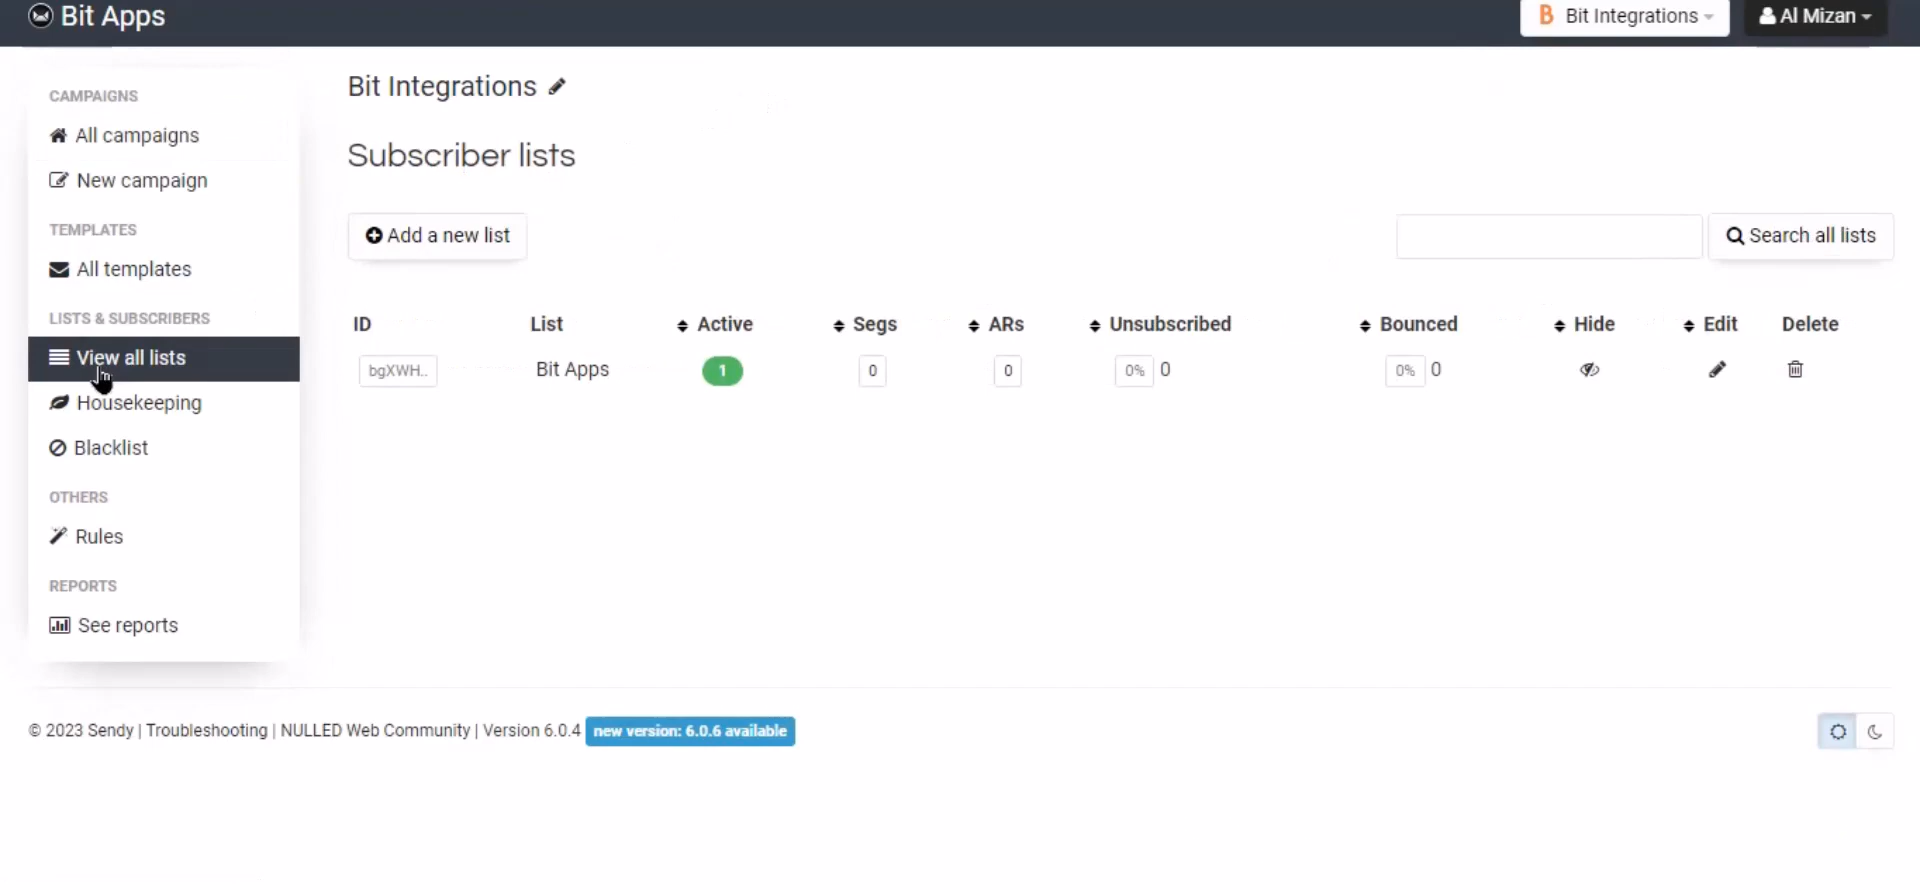 Bit Apps
Bit Integrations
Al Mizan
CAMPAIGNS
All campaigns
New campaign
TEMPLATES
All templates
LISTS & SUBSCRIBERS
View all lists
Housekeeping
Blacklist
OTHERS
Rules
REPORTS
See reports
Bit Integrations
Subscriber lists
Add a new list
Search all lists
ID List Active Segs ARs Unsubscribed Bounced Hide Edit Delete
bgXWH.. Bit Apps 1 0 0 0% 0 0% 0
© 2023 Sendy | Troubleshooting | NULLED Web Community | Version 6.0.4 new version: 6.0.6 available